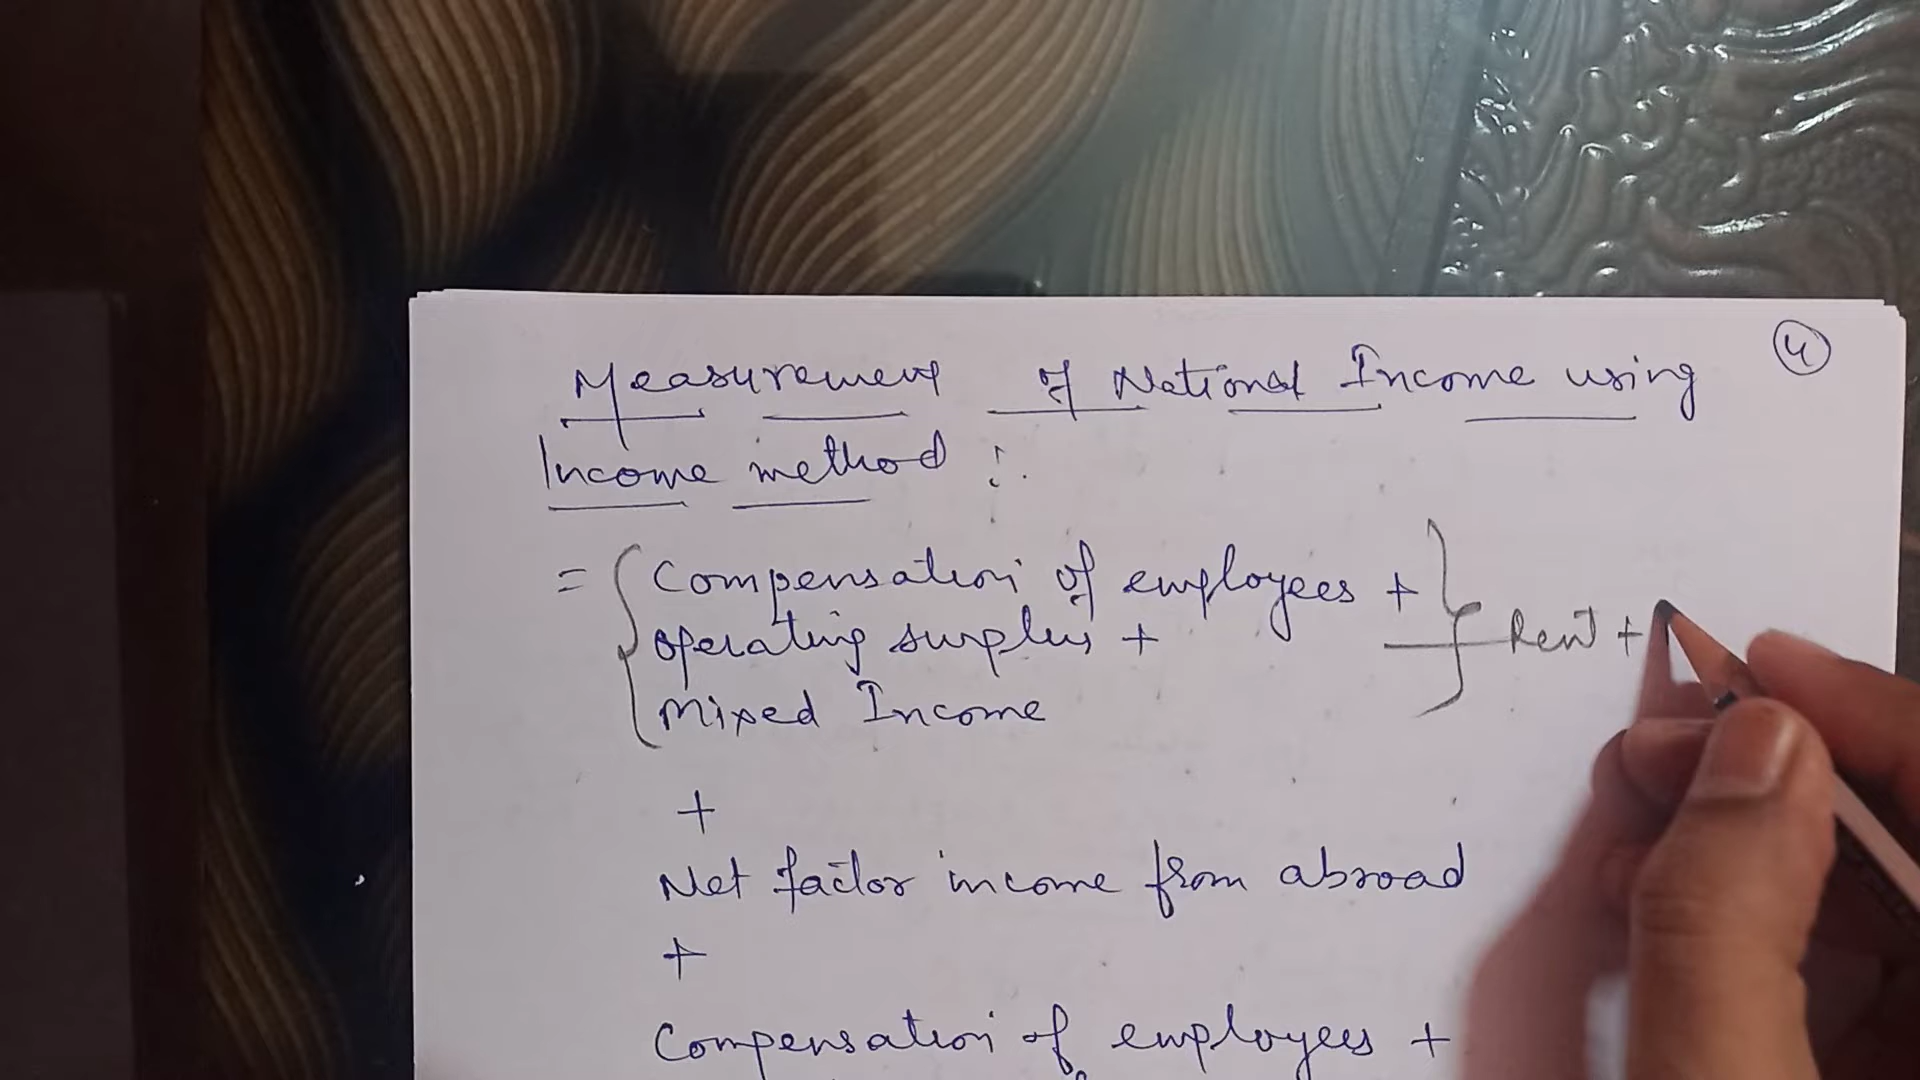 ④
Measurement of National Income using
Income method :
= { Compensation of employees + } Rent +
operating surplus +
Mixed Income
+
Net factor income from abroad
+
Compensation of employees +